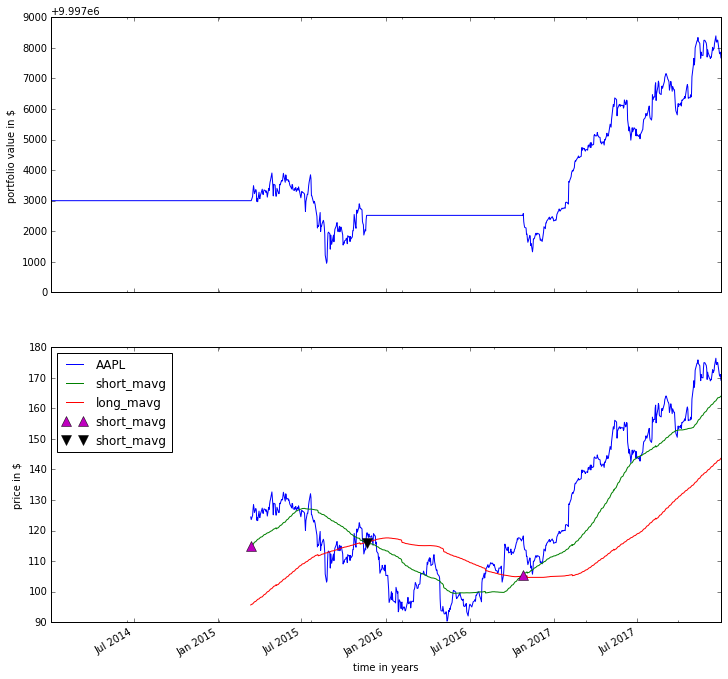 +9.997e6
9000
8000
7000
6000
5000
4000
3000
2000
1000
0
portfolio value in $
180
170
160
150
140
130
120
110
100
90
price in $
AAPL
short_mavg
long_mavg
short_mavg
short_mavg
Jul 2014
Jan 2015
Jul 2015
Jan 2016
Jul 2016
Jan 2017
Jul 2017
time in years